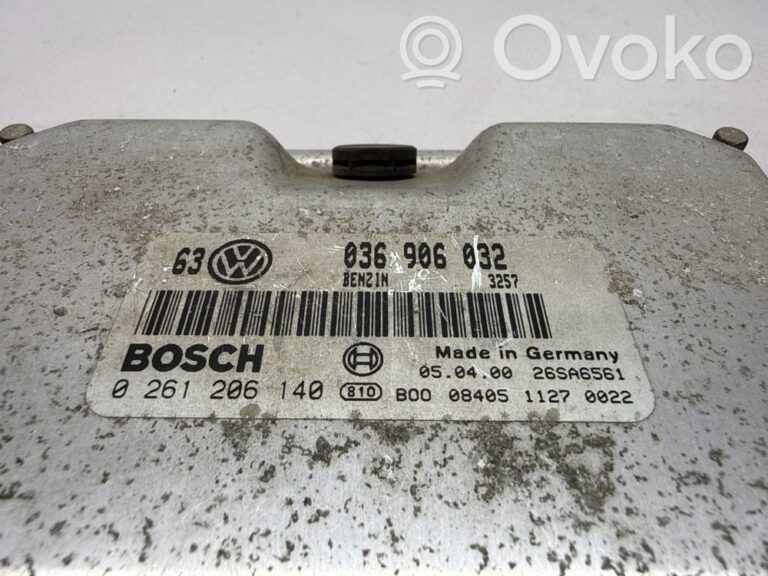 Ovoko
63 VW 036 906 032
BENZIN 3257
BOSCH Made in Germany
05.04.00 26SA6561
0 261 206 140 810 B00 08405 1127 0022